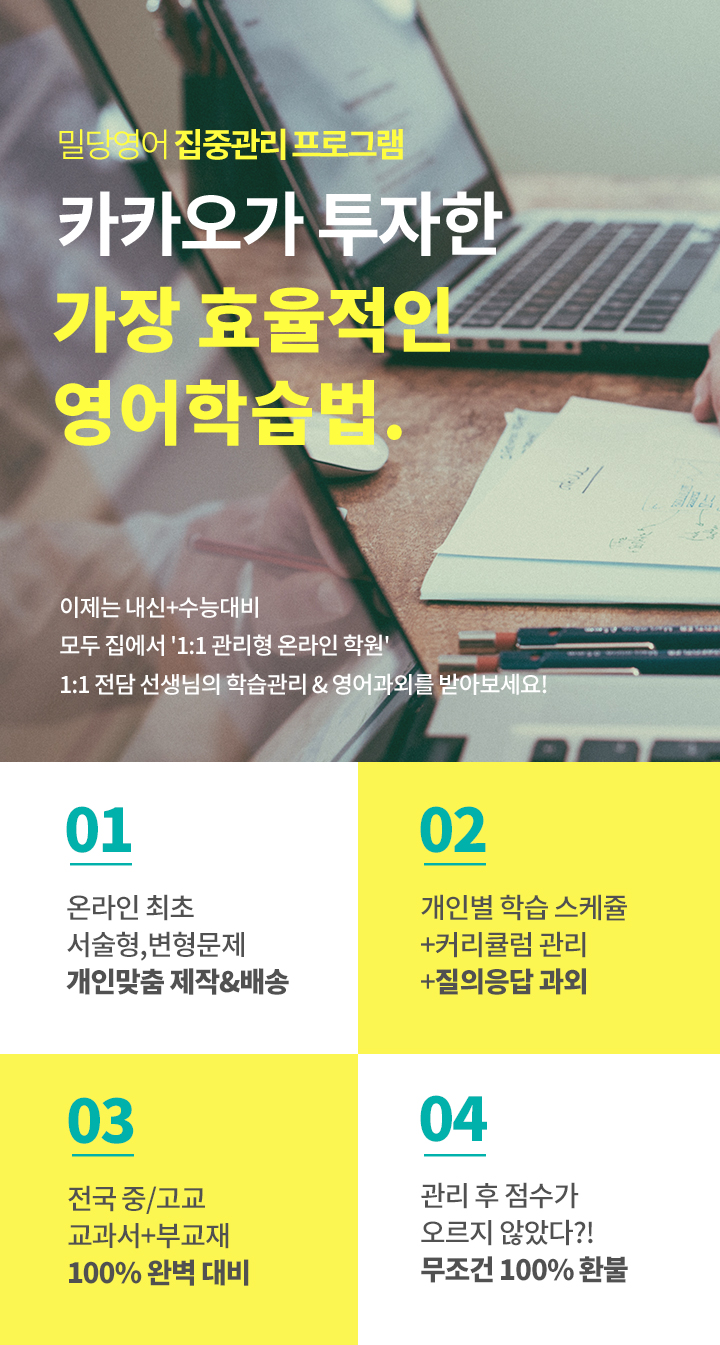 밀당영어 집중관리 프로그램
카카오가 투자한
가장 효율적인
영어학습법.
이제는 내신+수능대비
모두 집에서 '1:1 관리형 온라인 학원'
1:1 전담 선생님의 학습관리 & 영어과외를 받아보세요!
01
온라인 최초
서술형,변형문제
개인맞춤 제작&배송
02
개인별 학습 스케쥴
+커리큘럼 관리
+질의응답 과외
03
전국 중/고교
교과서+부교재
100% 완벽 대비
04
관리 후 점수가
오르지 않았다?!
무조건 100% 환불